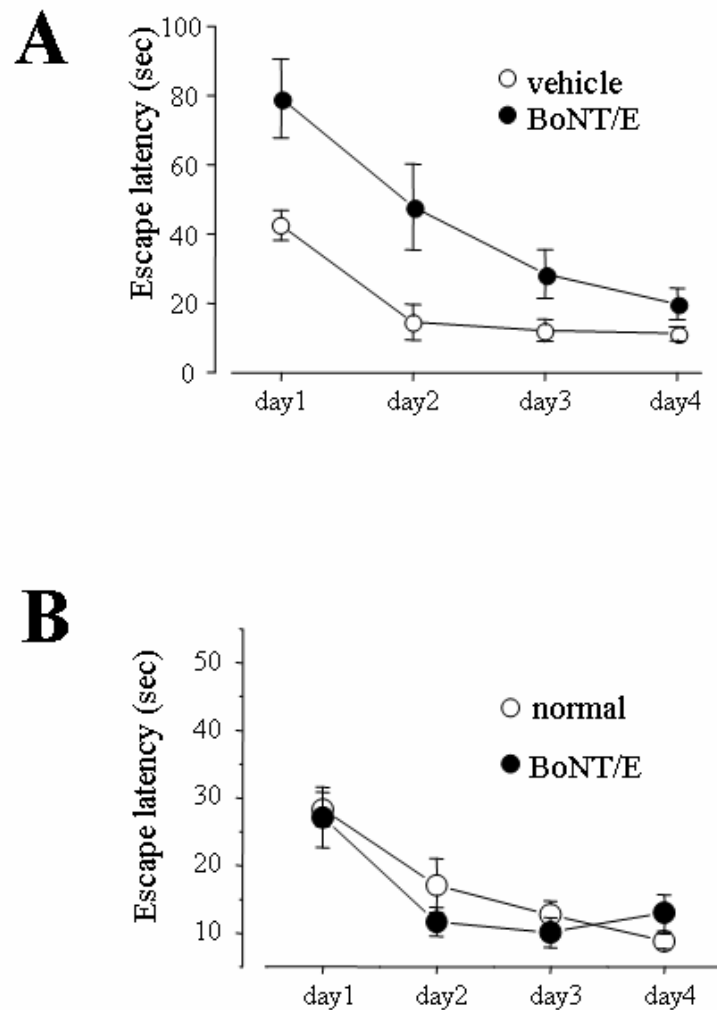 A
Escape latency (sec)
100
80
60
40
20
0
vehicle
BoNT/E
day1 day2 day3 day4
B
Escape latency (sec)
50
40
30
20
10
normal
BoNT/E
day1 day2 day3 day4